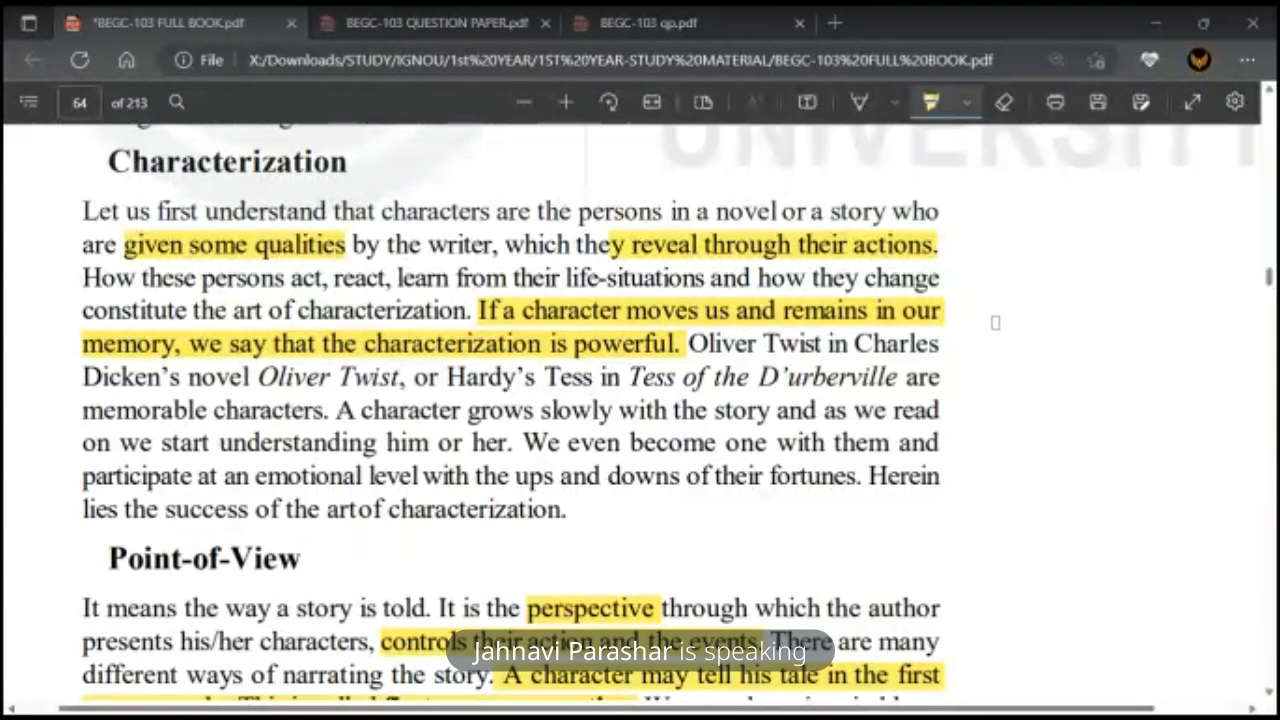 *BEGC-103 FULL BOOK.pdf
BEGC-103 QUESTION PAPER.pdf
BEGC-103 qp.pdf
File
X:/Downloads/STUDY/IGNOU/1st%20YEAR/1ST%20YEAR-STUDY%20MATERIAL/BEGC-103%20FULL%20BOOK.pdf
64 of 213
UNIVERSIT
Characterization
Let us first understand that characters are the persons in a novel or a story who
are given some qualities by the writer, which they reveal through their actions.
How these persons act, react, learn from their life-situations and how they change
constitute the art of characterization. If a character moves us and remains in our
memory, we say that the characterization is powerful. Oliver Twist in Charles
Dicken's novel Oliver Twist, or Hardy's Tess in Tess of the D'urberville are
memorable characters. A character grows slowly with the story and as we read
on we start understanding him or her. We even become one with them and
participate at an emotional level with the ups and downs of their fortunes. Herein
lies the success of the art of characterization.
Point-of-View
It means the way a story is told. It is the perspective through which the author
presents his/her characters, controls their action and the events. There are many
different ways of narrating the story. A character may tell his tale in the first
Jahnavi Parashar is speaking